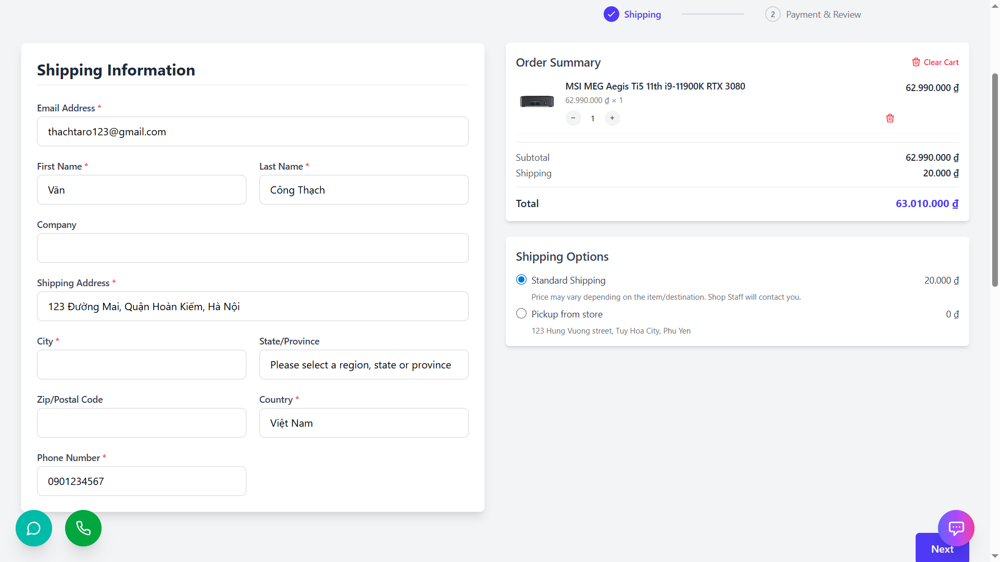 Shipping
2 Payment & Review
Shipping Information
Email Address *
thachtaro123@gmail.com
First Name *
Last Name *
Văn
Công Thạch
Company
Shipping Address *
123 Đường Mai, Quận Hoàn Kiếm, Hà Nội
City *
State/Province
Please select a region, state or province
Zip/Postal Code
Country *
Việt Nam
Phone Number *
0901234567
Order Summary
Clear Cart
MSI MEG Aegis Ti5 11th i9-11900K RTX 3080
62.990.000 ₫
62.990.000 ₫ × 1
− 1 +
Subtotal 62.990.000 ₫
Shipping 20.000 ₫
Total 63.010.000 ₫
Shipping Options
Standard Shipping 20.000 ₫
Price may vary depending on the item/destination. Shop Staff will contact you.
Pickup from store 0 ₫
123 Hung Vuong street, Tuy Hoa City, Phu Yen
Next